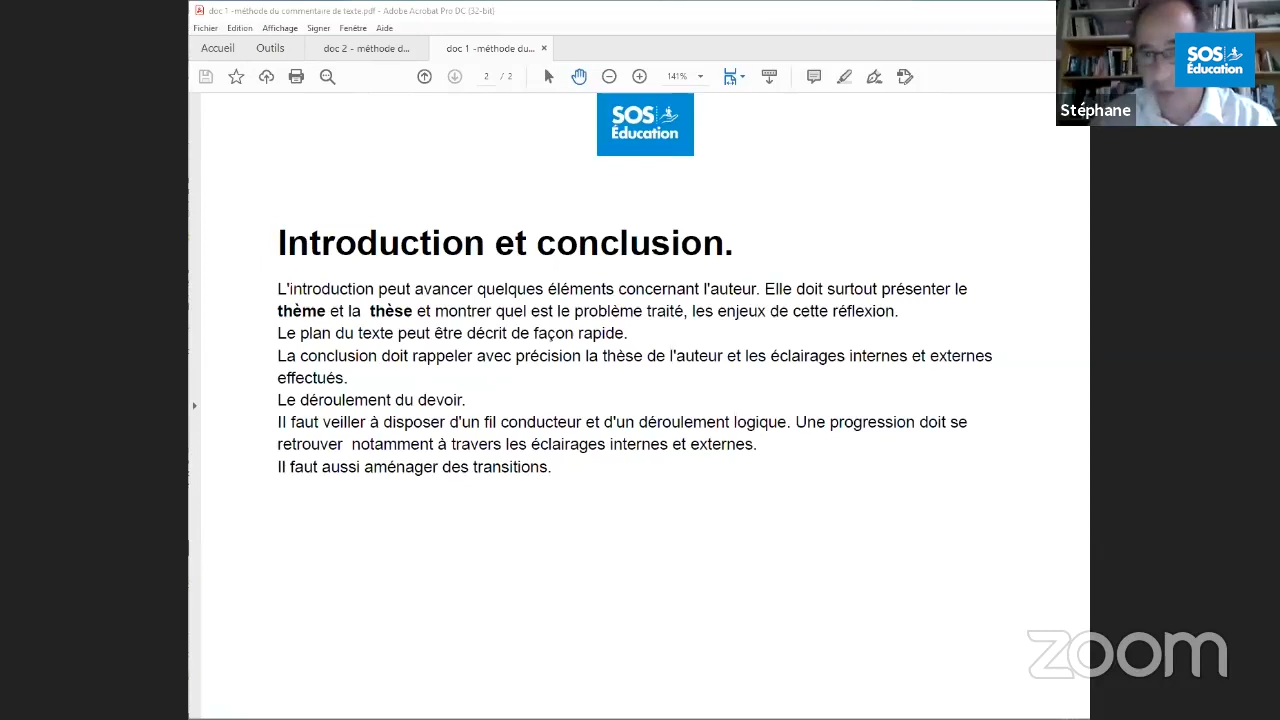 doc 1 -méthode du commentaire de texte.pdf - Adobe Acrobat Pro DC (32-bit)
Fichier Edition Affichage Signer Fenêtre Aide
Accueil Outils doc 2 - méthode d... doc 1 -méthode du... ×
2 / 2 141%
SOS
Éducation
SOS
Éducation
Stéphane
Introduction et conclusion.
L'introduction peut avancer quelques éléments concernant l'auteur. Elle doit surtout présenter le
thème et la thèse et montrer quel est le problème traité, les enjeux de cette réflexion.
Le plan du texte peut être décrit de façon rapide.
La conclusion doit rappeler avec précision la thèse de l'auteur et les éclairages internes et externes
effectués.
Le déroulement du devoir.
Il faut veiller à disposer d'un fil conducteur et d'un déroulement logique. Une progression doit se
retrouver notamment à travers les éclairages internes et externes.
Il faut aussi aménager des transitions.
zoom